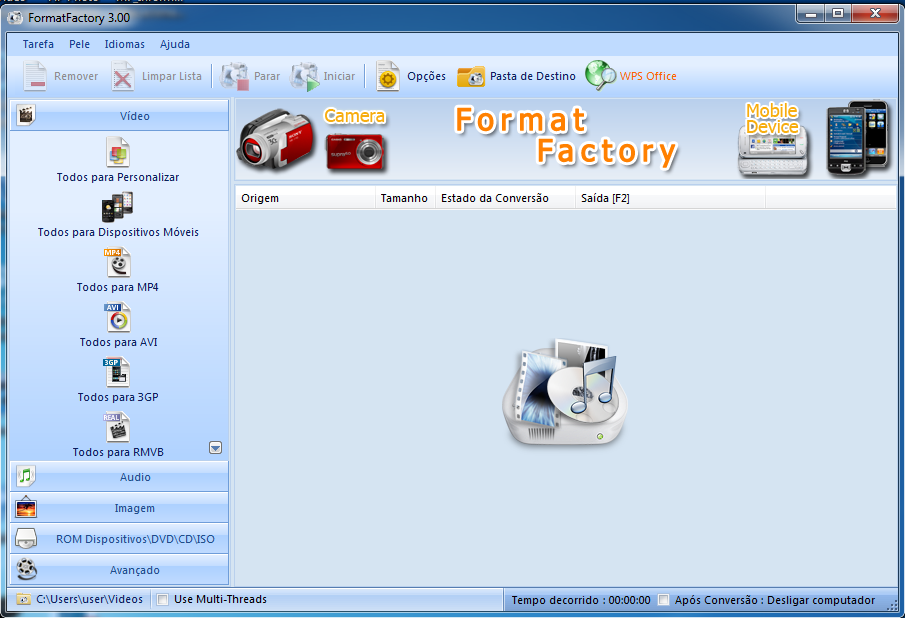 FormatFactory 3.00
Tarefa Pele Idiomas Ajuda
Remover Limpar Lista Parar Iniciar Opções Pasta de Destino WPS Office
Vídeo
Todos para Personalizar
Todos para Dispositivos Móveis
MP4
Todos para MP4
AVI
Todos para AVI
3GP
Todos para 3GP
REAL
Todos para RMVB
Audio
Imagem
ROM Dispositivos\DVD\CD\ISO
Avançado
Camera
Format
Factory
Mobile
Device
Origem Tamanho Estado da Conversão Saída [F2]
C:\Users\user\Videos Use Multi-Threads Tempo decorrido : 00:00:00 Após Conversão : Desligar computador